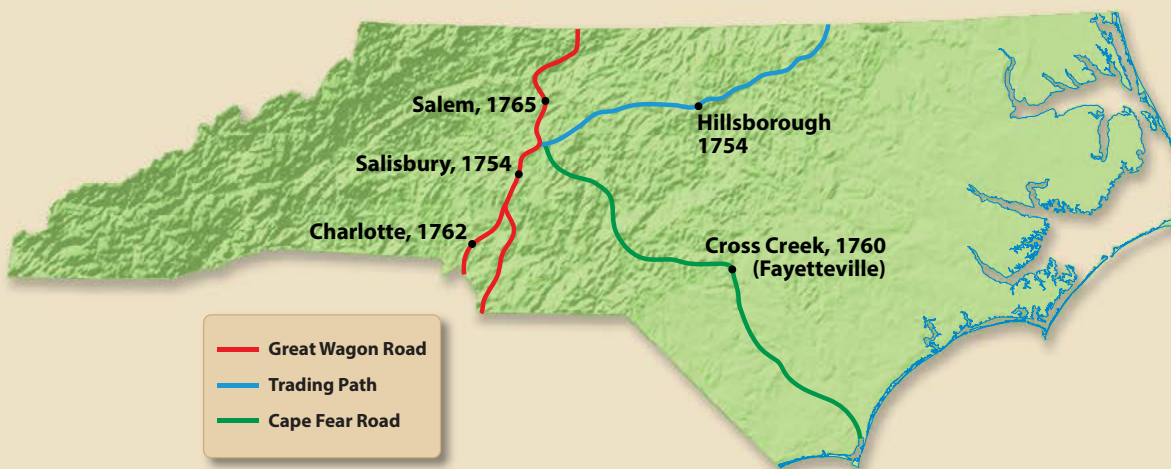 Salem, 1765
Hillsborough
1754
Salisbury, 1754
Charlotte, 1762
Cross Creek, 1760
(Fayetteville)
Great Wagon Road
Trading Path
Cape Fear Road